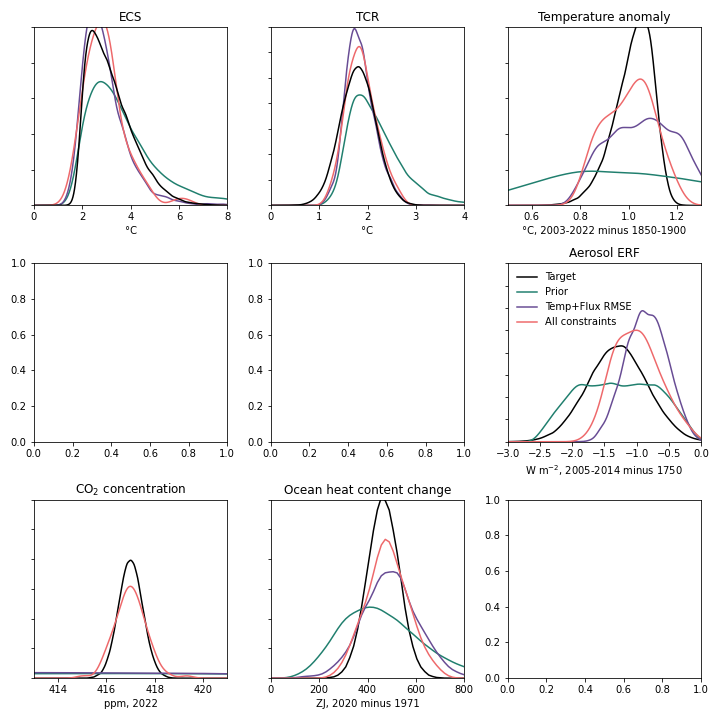 ECS
TCR
Temperature anomaly
0 2 4 6 8
0 1 2 3 4
0.6 0.8 1.0 1.2
°C
°C
°C, 2003-2022 minus 1850-1900
Aerosol ERF
1.0
0.8
0.6
0.4
0.2
0.0
0.0 0.2 0.4 0.6 0.8 1.0
1.0
0.8
0.6
0.4
0.2
0.0
0.0 0.2 0.4 0.6 0.8 1.0
Target
Prior
Temp+Flux RMSE
All constraints
−3.0 −2.5 −2.0 −1.5 −1.0 −0.5 0.0
W m⁻², 2005-2014 minus 1750
CO₂ concentration
Ocean heat content change
414 416 418 420
ppm, 2022
0 200 400 600 800
ZJ, 2020 minus 1971
1.0
0.8
0.6
0.4
0.2
0.0
0.0 0.2 0.4 0.6 0.8 1.0